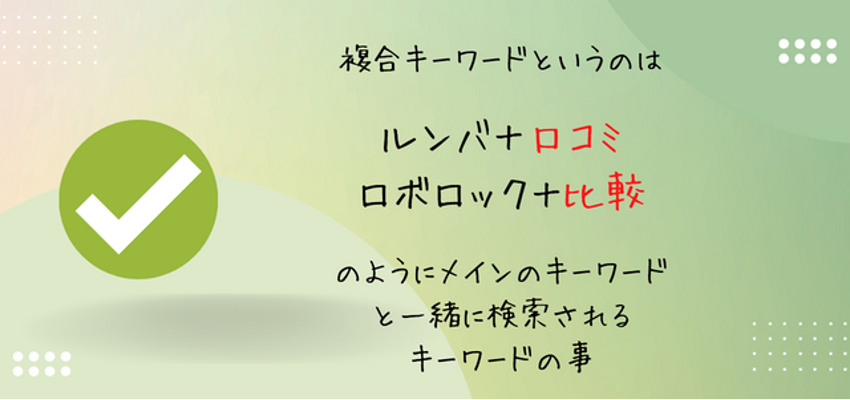 複合キーワードというのは
ルンバ+口コミ
ロボロック+比較
のようにメインのキーワード
と一緒に検索される
キーワードの事